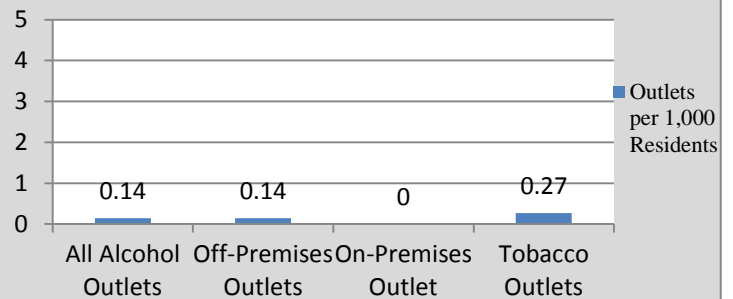 5
4
3
2
1
0
0.14
0.14
0
0.27
All Alcohol Outlets
Off-Premises Outlets
On-Premises Outlet
Tobacco Outlets
Outlets
per 1,000
Residents